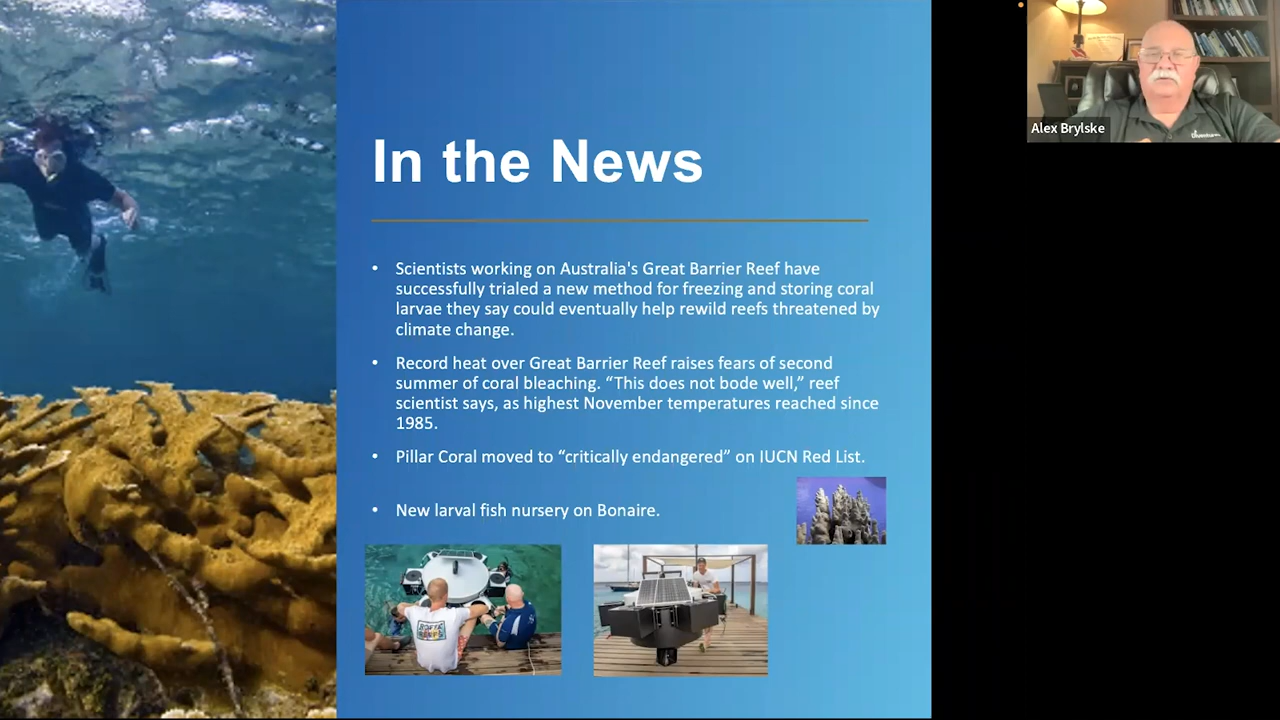 In the News
• Scientists working on Australia's Great Barrier Reef have
successfully trialed a new method for freezing and storing coral
larvae they say could eventually help rewild reefs threatened by
climate change.
• Record heat over Great Barrier Reef raises fears of second
summer of coral bleaching. “This does not bode well,” reef
scientist says, as highest November temperatures reached since
1985.
• Pillar Coral moved to “critically endangered” on IUCN Red List.
• New larval fish nursery on Bonaire.
Alex Brylske